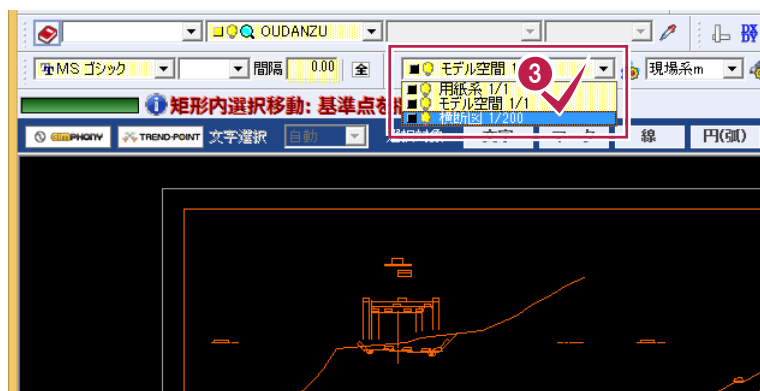 OUDANZU
MS ゴシック 間隔 0.00 全 モデル空間 1 3 現場系m
用紙系 1/1
モデル空間 1/1
横断図 1/200
矩形内選択移動: 基準点を
SiTE-
TREND-POINT 文字選択 自動 文字 線 円(弧)